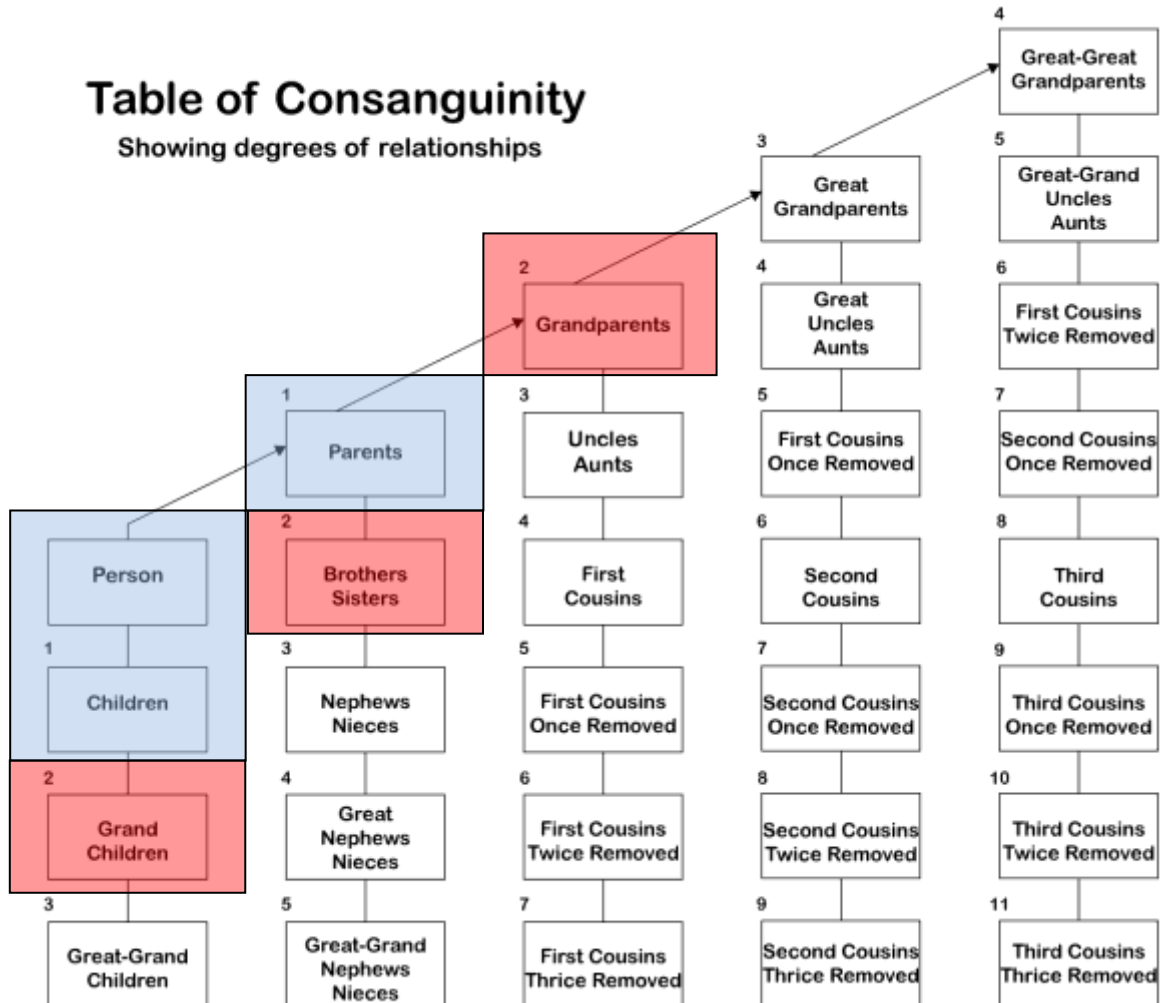 Table of Consanguinity
Showing degrees of relationships
4
Great-Great
Grandparents
3
Great
Grandparents
5
Great-Grand
Uncles
Aunts
2
Grandparents
4
Great
Uncles
Aunts
6
First Cousins
Twice Removed
1
Parents
3
Uncles
Aunts
5
First Cousins
Once Removed
7
Second Cousins
Once Removed
Person
2
Brothers
Sisters
4
First
Cousins
6
Second
Cousins
8
Third
Cousins
1
Children
3
Nephews
Nieces
5
First Cousins
Once Removed
7
Second Cousins
Once Removed
9
Third Cousins
Once Removed
2
Grand
Children
4
Great
Nephews
Nieces
6
First Cousins
Twice Removed
8
Second Cousins
Twice Removed
10
Third Cousins
Twice Removed
3
Great-Grand
Children
5
Great-Grand
Nephews
Nieces
7
First Cousins
Thrice Removed
9
Second Cousins
Thrice Removed
11
Third Cousins
Thrice Removed